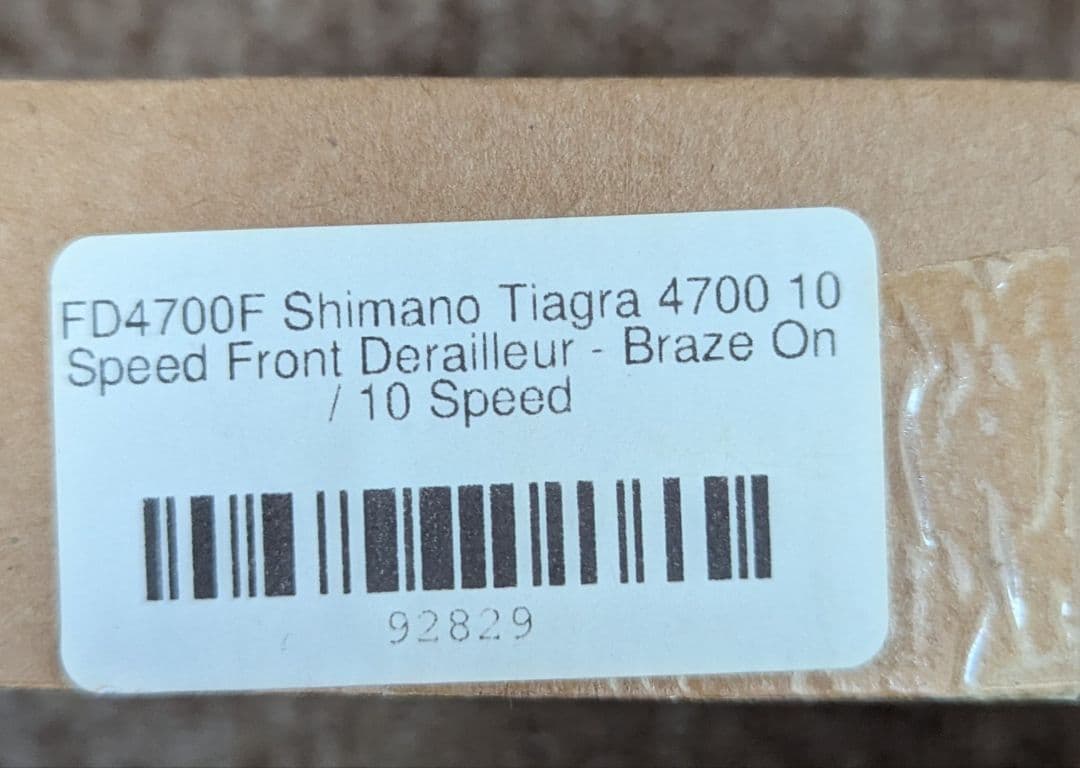 FD4700F Shimano Tiagra 4700 10
Speed Front Derailleur - Braze On
/ 10 Speed
92829